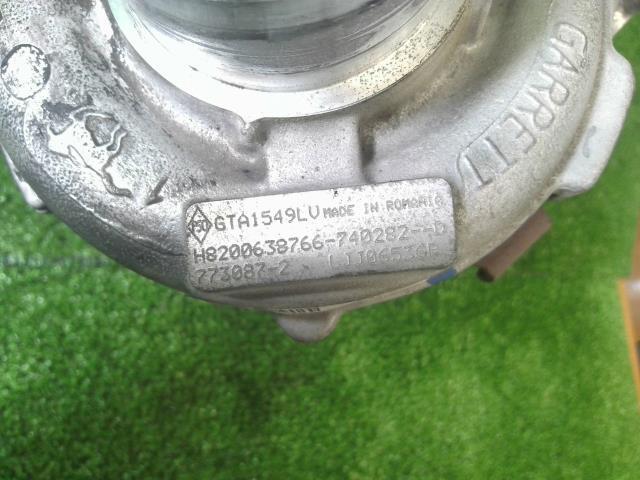 GARRETT
GTA1549LV MADE IN ROMANIA
H8200638766-740282--D
773087-2